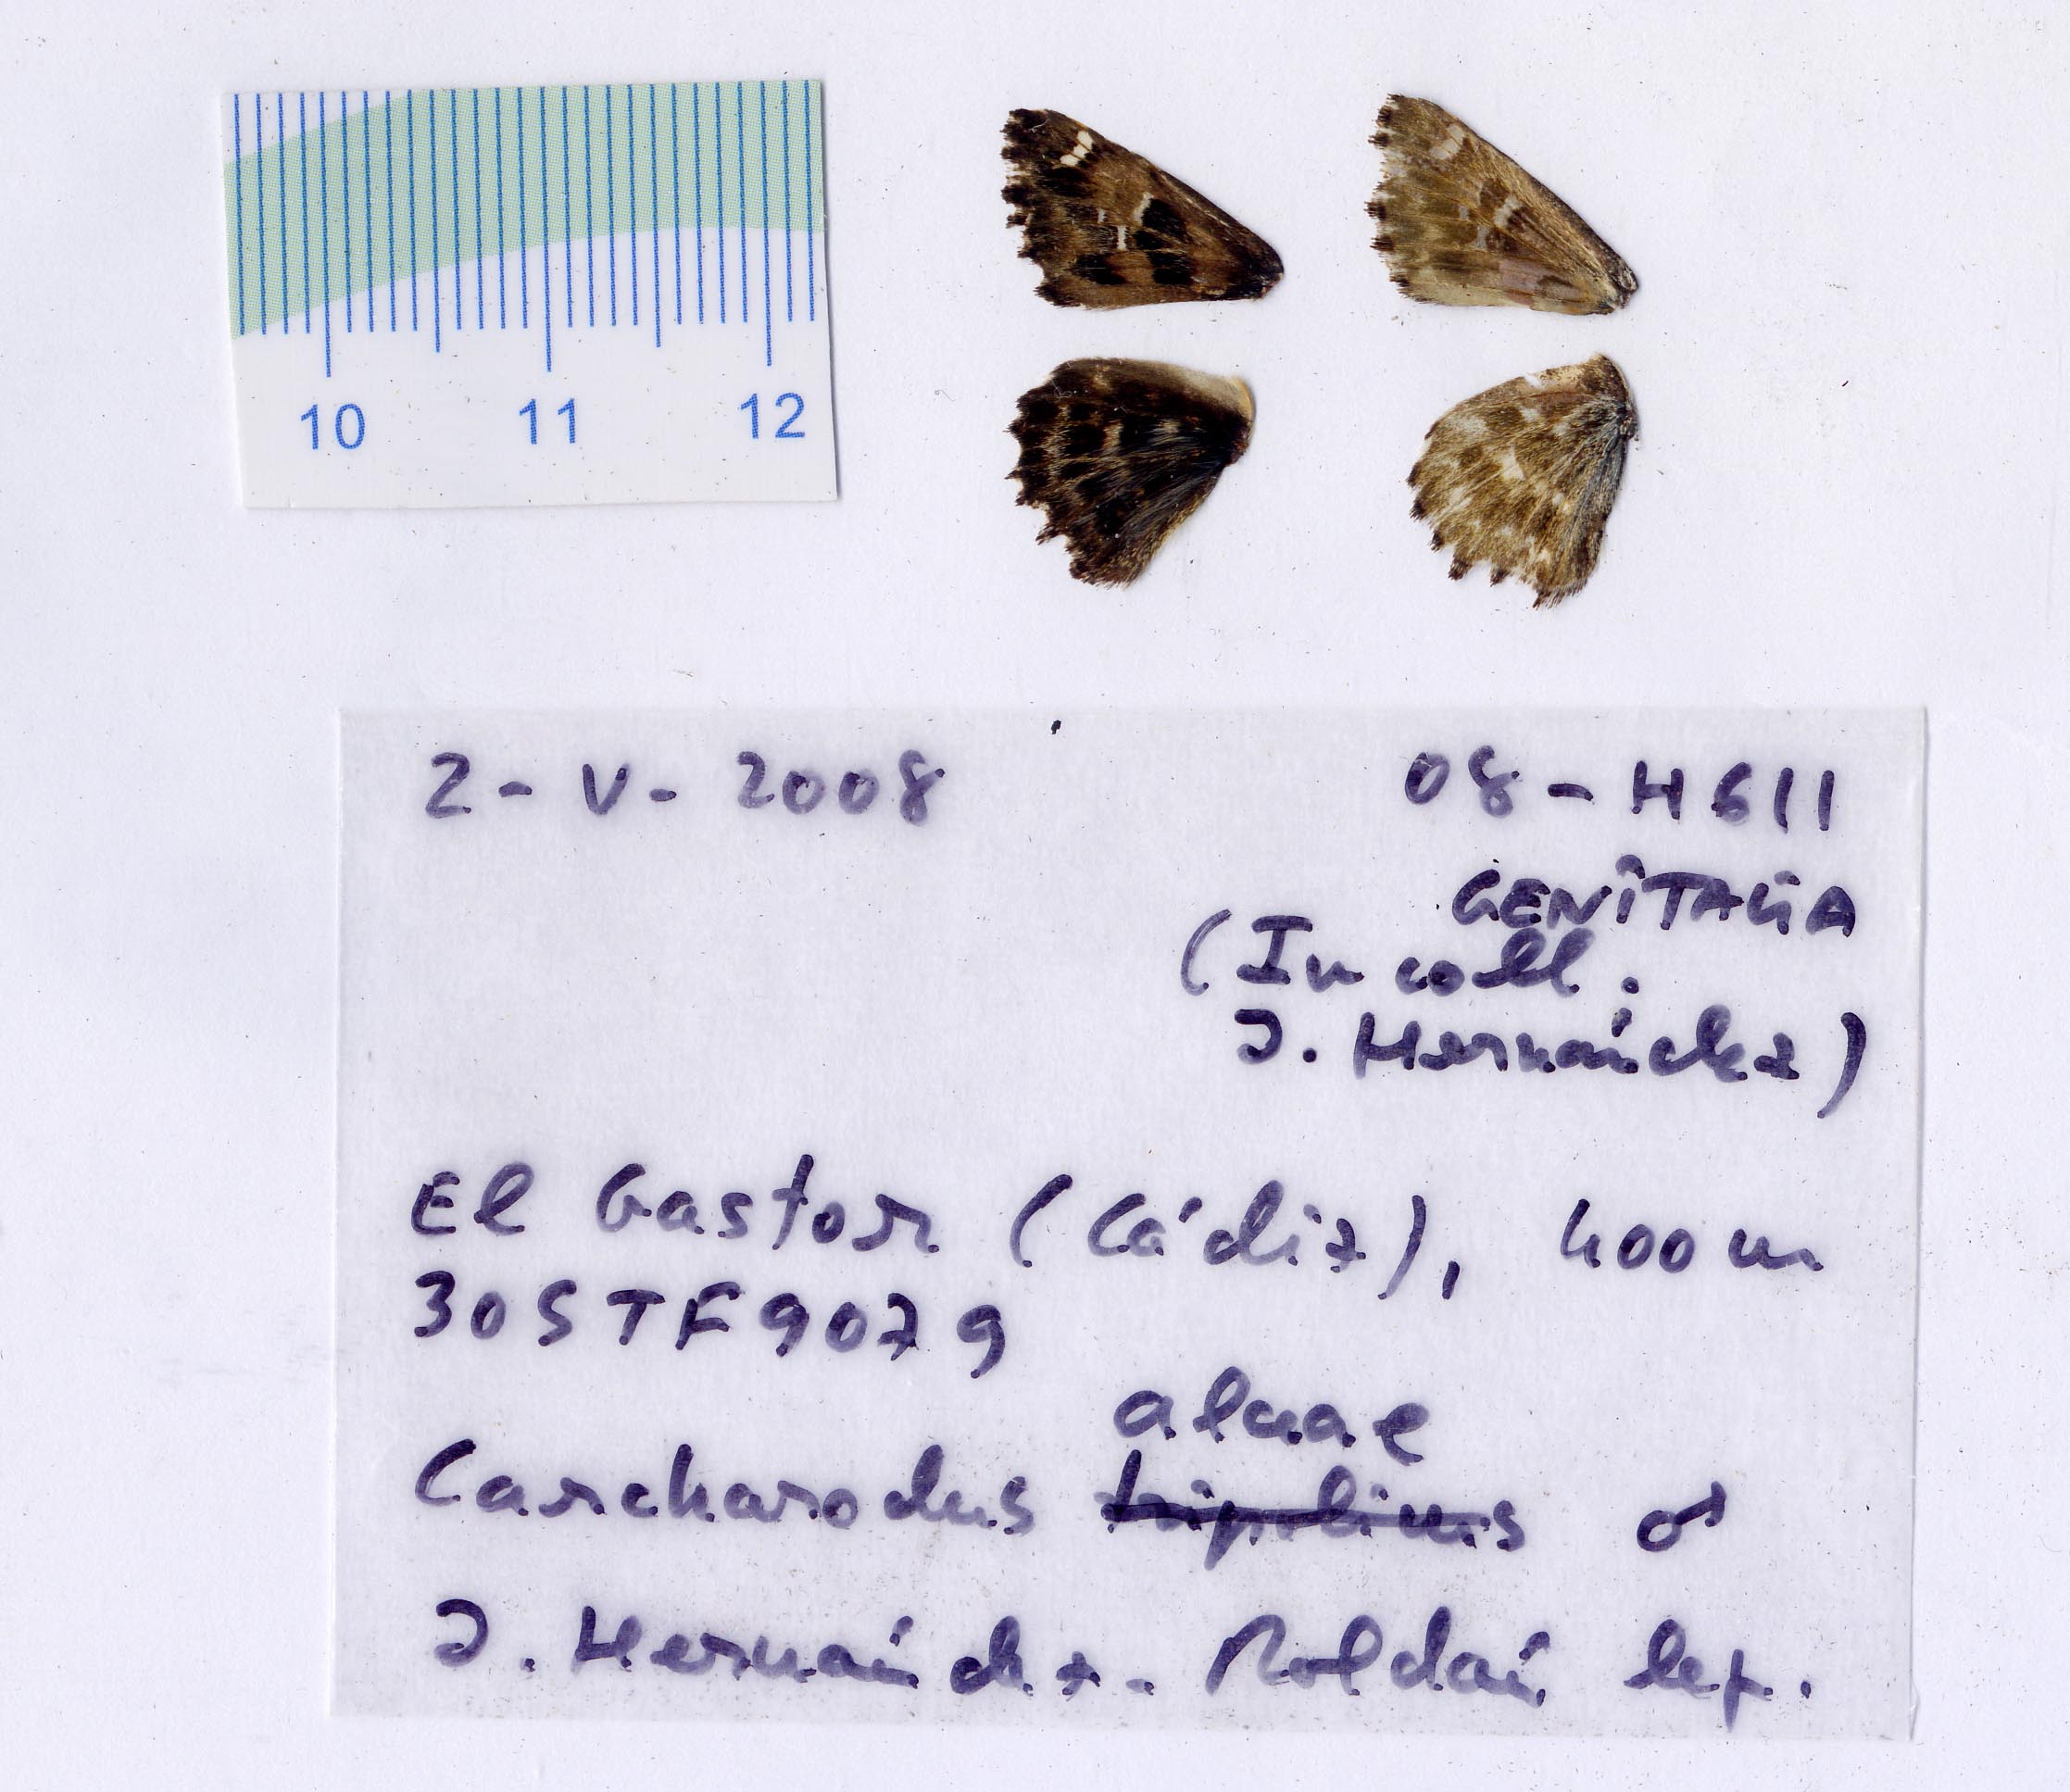 10 11 12
2-V-2008
08-H611
GENITALIA
(In coll.
J. Hernández)
El Gastor (Cádiz), 400 m
30STF9079
alceae
Carcharodus tripolinus ♂
J. Hernández-Roldán leg.